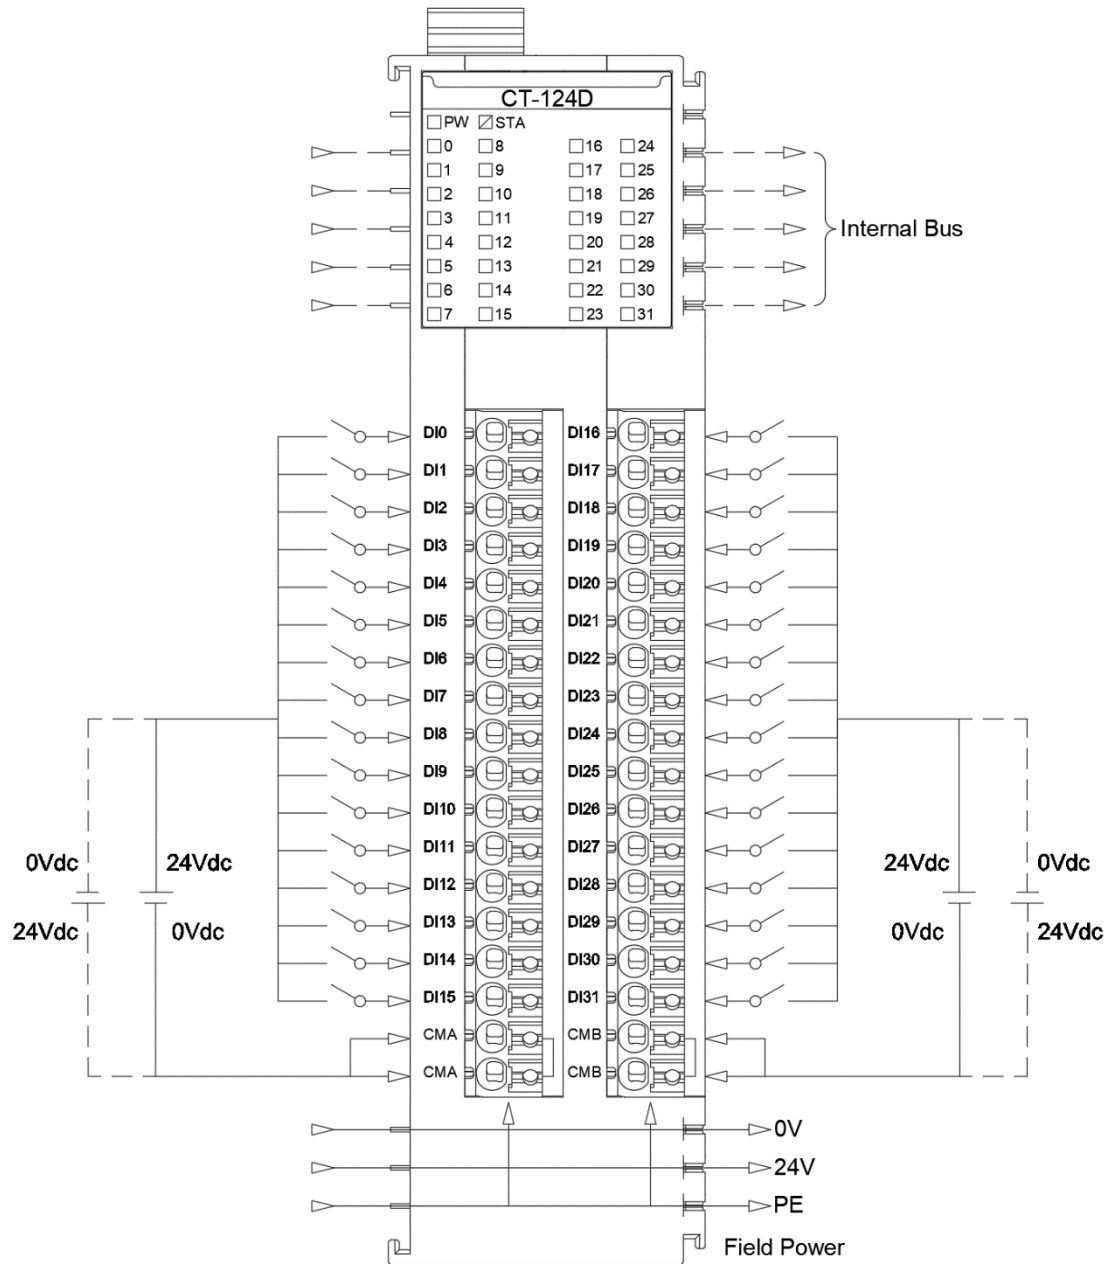 CT-124D
PW STA
0 8 16 24
1 9 17 25
2 10 18 26
3 11 19 27
4 12 20 28
5 13 21 29
6 14 22 30
7 15 23 31
Internal Bus
DI0 DI16
DI1 DI17
DI2 DI18
DI3 DI19
DI4 DI20
DI5 DI21
DI6 DI22
DI7 DI23
DI8 DI24
DI9 DI25
DI10 DI26
DI11 DI27
0Vdc 24Vdc 24Vdc 0Vdc
DI12 DI28
24Vdc 0Vdc DI13 DI29 0Vdc 24Vdc
DI14 DI30
DI15 DI31
CMA CMB
CMA CMB
0V
24V
PE
Field Power